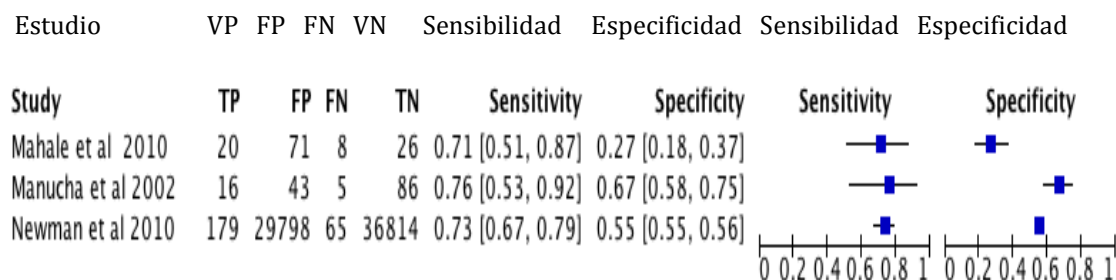 Estudio VP FP FN VN Sensibilidad Especificidad Sensibilidad Especificidad
Study TP FP FN TN Sensitivity Specificity Sensitivity Specificity
Mahale et al 2010 20 71 8 26 0.71 [0.51, 0.87] 0.27 [0.18, 0.37]
Manucha et al 2002 16 43 5 86 0.76 [0.53, 0.92] 0.67 [0.58, 0.75]
Newman et al 2010 179 29798 65 36814 0.73 [0.67, 0.79] 0.55 [0.55, 0.56]
0 0.2 0.4 0.6 0.8 1 0 0.2 0.4 0.6 0.8 1